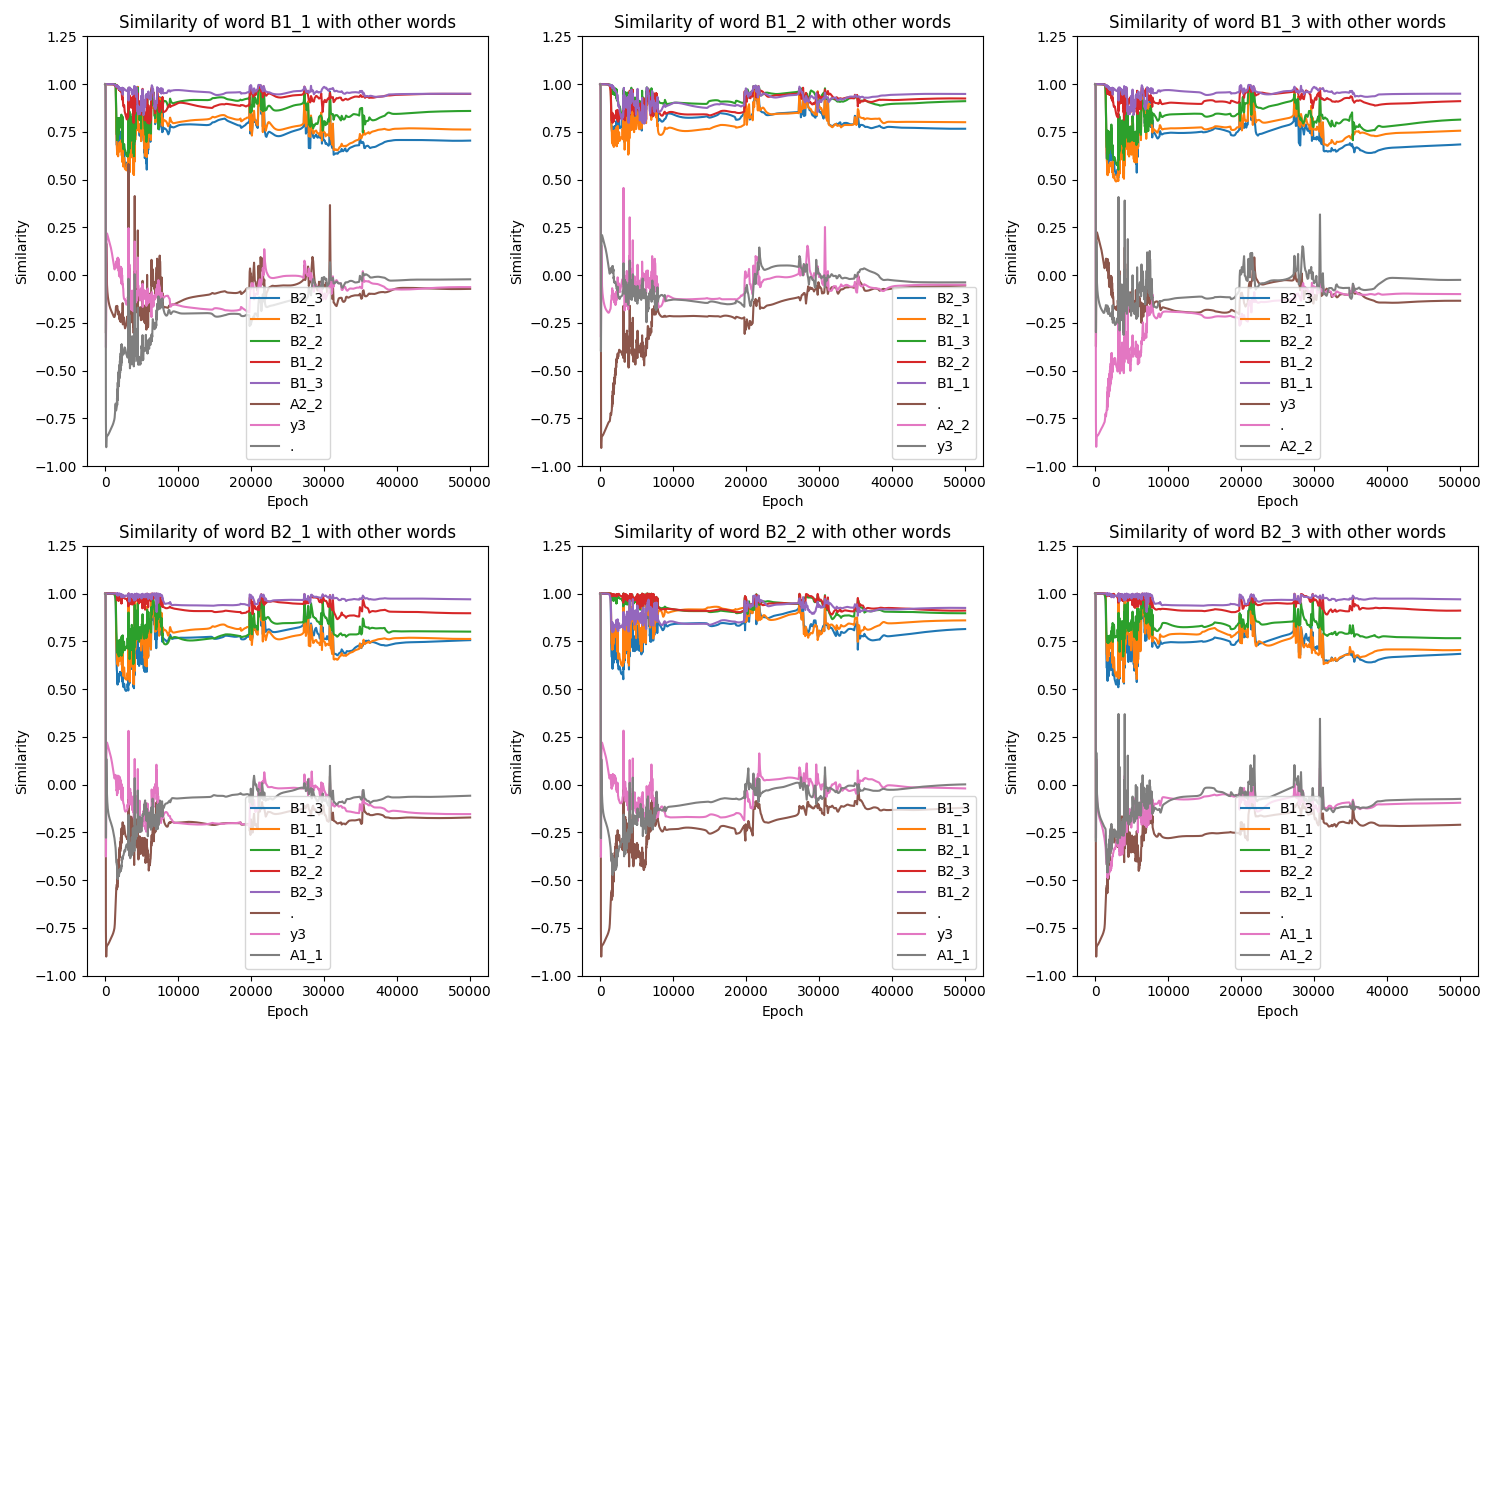 Similarity of word B1_1 with other words
1.25
1.00
0.75
0.50
0.25
0.00
−0.25
−0.50
−0.75
−1.00
Similarity
0 10000 20000 30000 40000 50000
Epoch
B2_3
B2_1
B2_2
B1_2
B1_3
A2_2
y3
.
Similarity of word B1_2 with other words
1.25
1.00
0.75
0.50
0.25
0.00
−0.25
−0.50
−0.75
−1.00
Similarity
0 10000 20000 30000 40000 50000
Epoch
B2_3
B2_1
B1_3
B2_2
B1_1
.
A2_2
y3
Similarity of word B1_3 with other words
1.25
1.00
0.75
0.50
0.25
0.00
−0.25
−0.50
−0.75
−1.00
Similarity
0 10000 20000 30000 40000 50000
Epoch
B2_3
B2_1
B2_2
B1_2
B1_1
y3
.
A2_2
Similarity of word B2_1 with other words
1.25
1.00
0.75
0.50
0.25
0.00
−0.25
−0.50
−0.75
−1.00
Similarity
0 10000 20000 30000 40000 50000
Epoch
B1_3
B1_1
B1_2
B2_2
B2_3
.
y3
A1_1
Similarity of word B2_2 with other words
1.25
1.00
0.75
0.50
0.25
0.00
−0.25
−0.50
−0.75
−1.00
Similarity
0 10000 20000 30000 40000 50000
Epoch
B1_3
B1_1
B2_1
B2_3
B1_2
.
y3
A1_1
Similarity of word B2_3 with other words
1.25
1.00
0.75
0.50
0.25
0.00
−0.25
−0.50
−0.75
−1.00
Similarity
0 10000 20000 30000 40000 50000
Epoch
B1_3
B1_1
B1_2
B2_2
B2_1
.
A1_1
A1_2